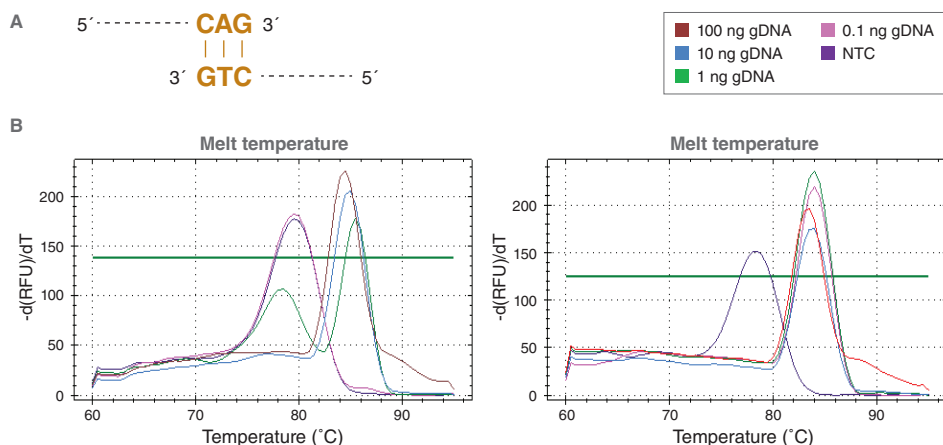 A
5´ CAG 3´
3´ GTC 5´
100 ng gDNA
10 ng gDNA
1 ng gDNA
0.1 ng gDNA
NTC
B
Melt temperature
-d(RFU)/dT
200
150
100
50
0
60 70 80 90
Temperature (˚C)
Melt temperature
-d(RFU)/dT
200
150
100
50
0
60 70 80 90
Temperature (˚C)